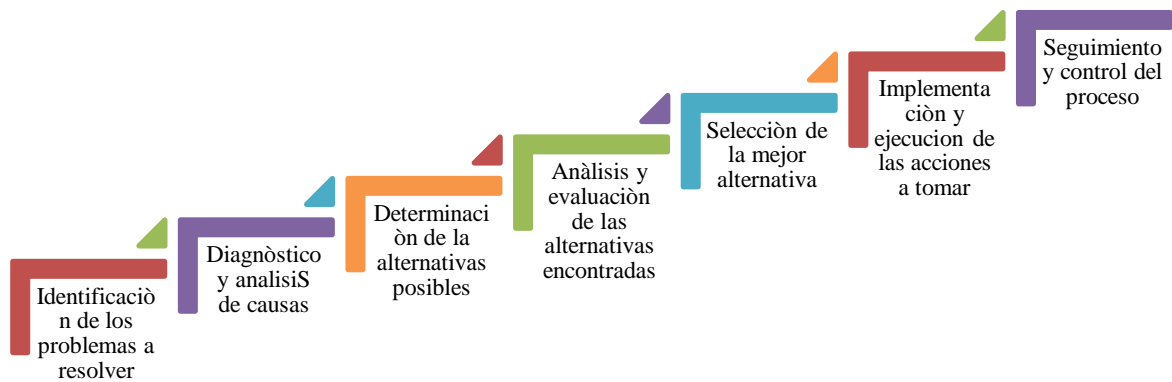 Identificaciò
n de los
problemas a
resolver
Diagnòstico
y analisiS
de causas
Determinaci
òn de la
alternativas
posibles
Anàlisis y
evaluaciòn
de las
alternativas
encontradas
Selecciòn de
la mejor
alternativa
Implementa
ciòn y
ejecucion de
las acciones
a tomar
Seguimiento
y control del
proceso